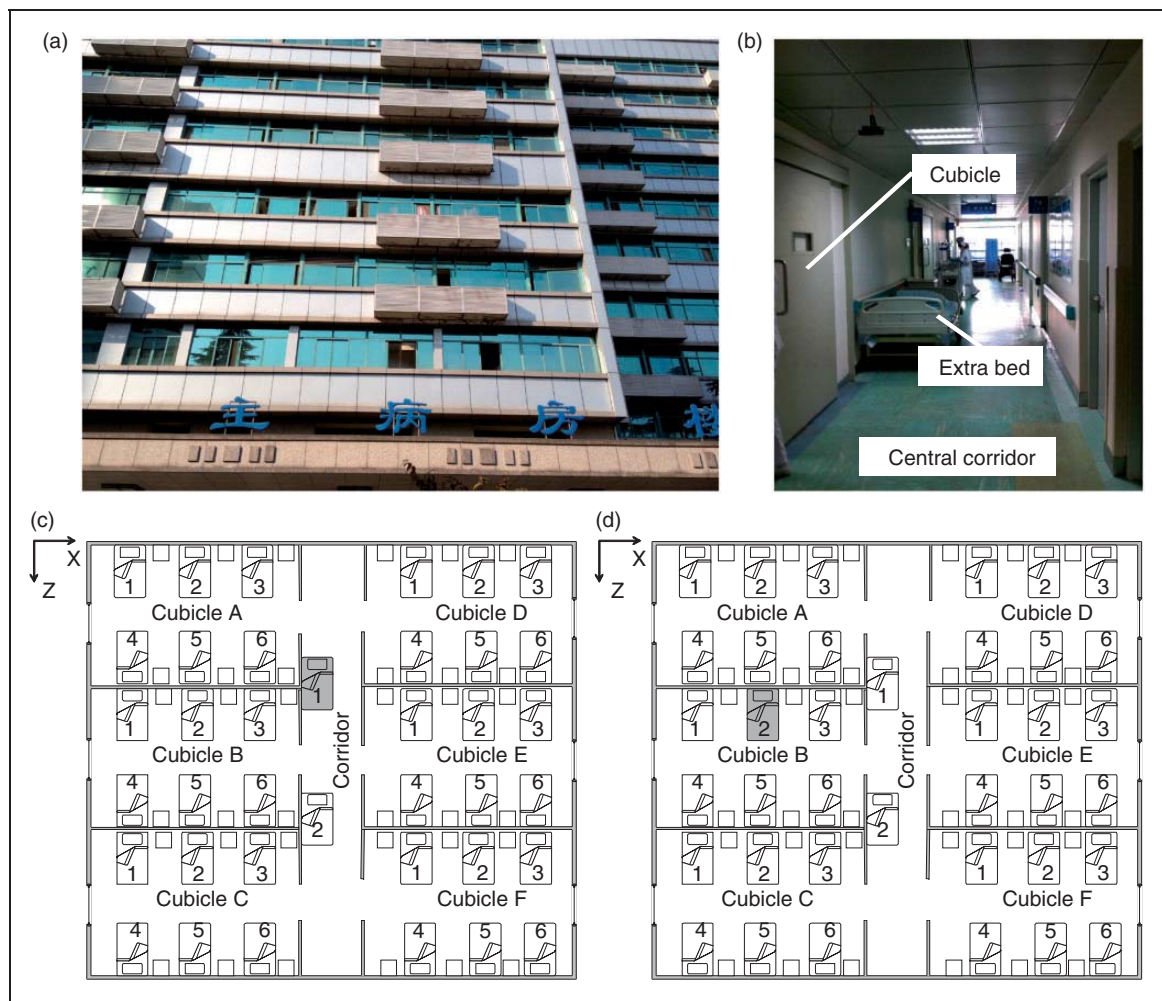 (a)
主 病 房
(b)
Cubicle
Extra bed
Central corridor
(c)
X
Z
1 2 3
1 2 3
Cubicle A
Cubicle D
4 5 6
4 5 6
1
1 2 3
1 2 3
Cubicle B
Corridor
Cubicle E
4 5 6
4 5 6
2
1 2 3
1 2 3
Cubicle C
Cubicle F
4 5 6
4 5 6
(d)
X
Z
1 2 3
1 2 3
Cubicle A
Cubicle D
4 5 6
4 5 6
1
1 2 3
1 2 3
Cubicle B
Corridor
Cubicle E
4 5 6
4 5 6
2
1 2 3
1 2 3
Cubicle C
Cubicle F
4 5 6
4 5 6